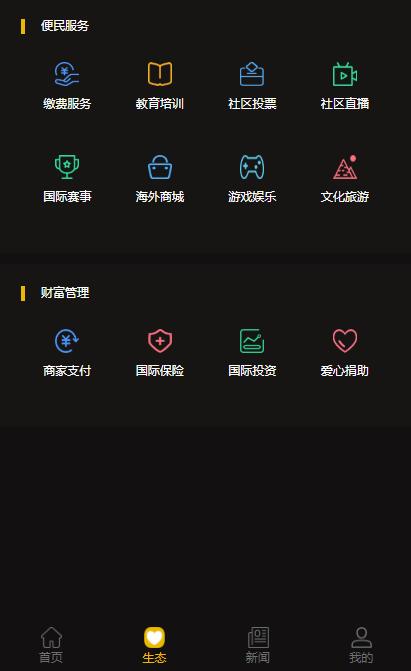 便民服务
缴费服务 教育培训 社区投票 社区直播
国际赛事 海外商城 游戏娱乐 文化旅游
财富管理
商家支付 国际保险 国际投资 爱心捐助
首页 生态 新闻 我的